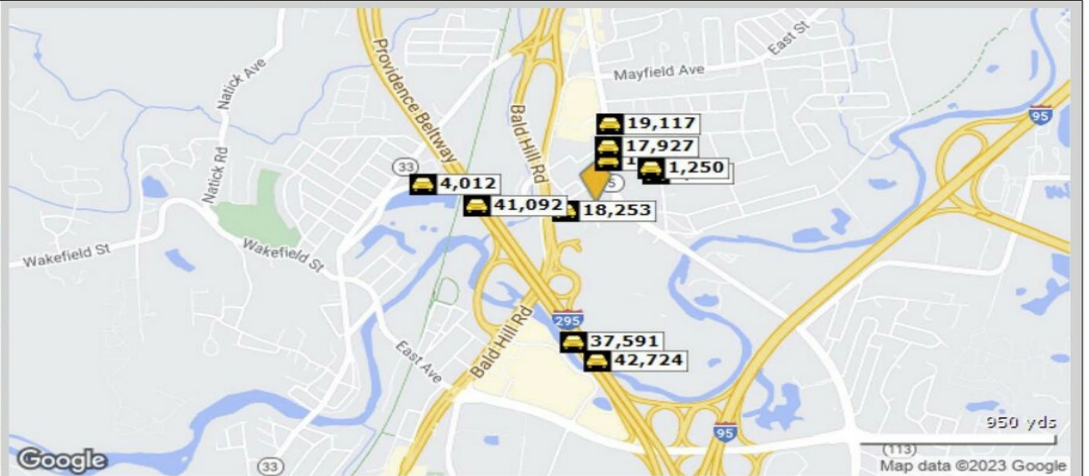 East St
Mayfield Ave
Natick Ave
Providence Beltway
Bald Hill Rd
95
19,117
17,927
1,250
33
Natick Rd
4,012
41,092
18,253
5
Wakefield St
Wakefield St
295
Bald Hill Rd
37,591
42,724
East Ave
950 yds
95
(113)
33
Google
Map data ©2023 Google